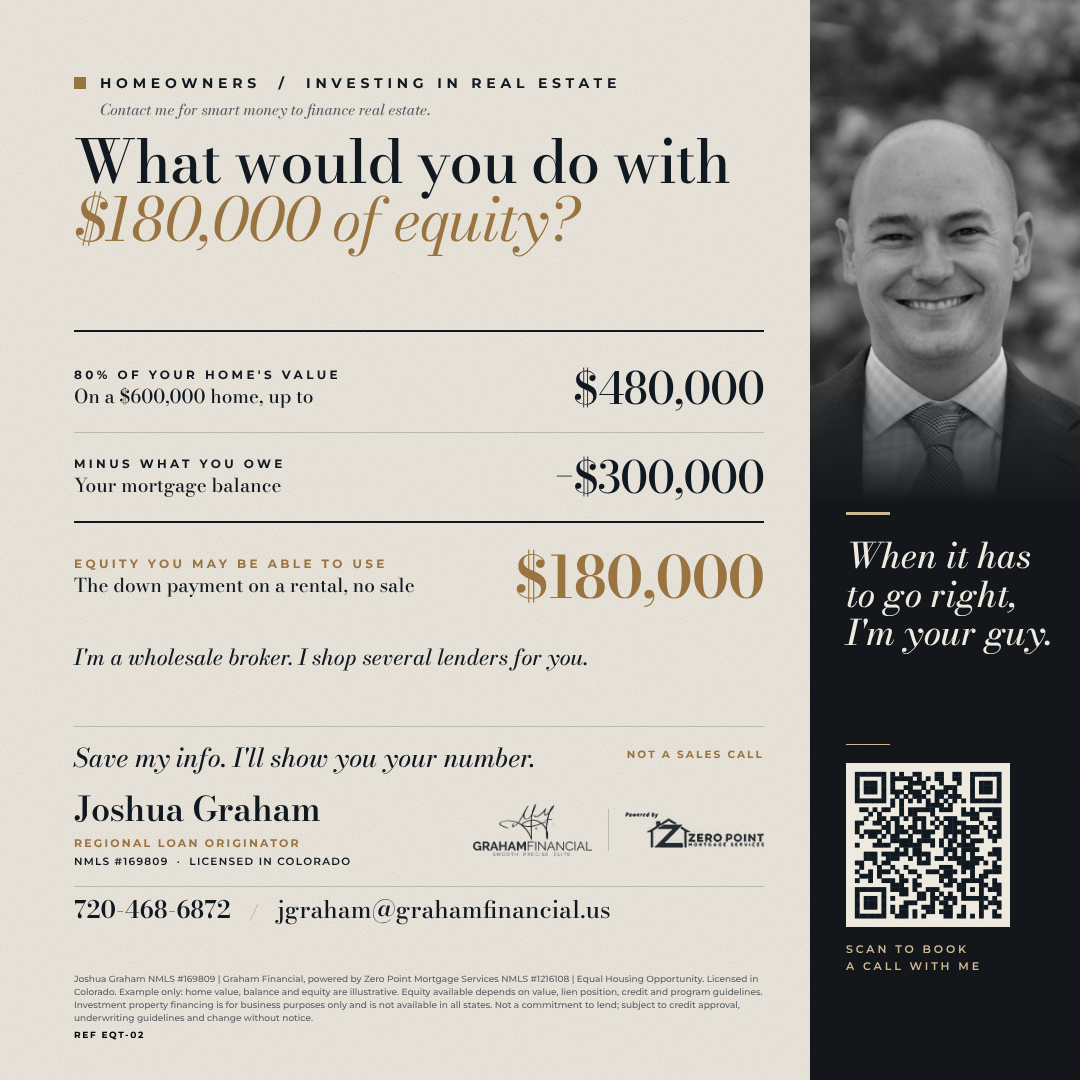 HOMEOWNERS / INVESTING IN REAL ESTATE
Contact me for smart money to finance real estate.
What would you do with
$180,000 of equity?
80% OF YOUR HOME'S VALUE
On a $600,000 home, up to
$480,000
MINUS WHAT YOU OWE
Your mortgage balance
–$300,000
EQUITY YOU MAY BE ABLE TO USE
The down payment on a rental, no sale
$180,000
I'm a wholesale broker. I shop several lenders for you.
Save my info. I'll show you your number.
NOT A SALES CALL
Joshua Graham
REGIONAL LOAN ORIGINATOR
NMLS #169809 · LICENSED IN COLORADO
GRAHAMFINANCIAL
SMOOTH. PRECISE. ELITE.
Powered by
ZERO POINT
MORTGAGE SERVICES
720-468-6872 / jgraham@grahamfinancial.us
Joshua Graham NMLS #169809 | Graham Financial, powered by Zero Point Mortgage Services NMLS #1216108 | Equal Housing Opportunity. Licensed in
Colorado. Example only: home value, balance and equity are illustrative. Equity available depends on value, lien position, credit and program guidelines.
Investment property financing is for business purposes only and is not available in all states. Not a commitment to lend; subject to credit approval,
underwriting guidelines and change without notice.
REF EQT-02
When it has
to go right,
I'm your guy.
SCAN TO BOOK
A CALL WITH ME